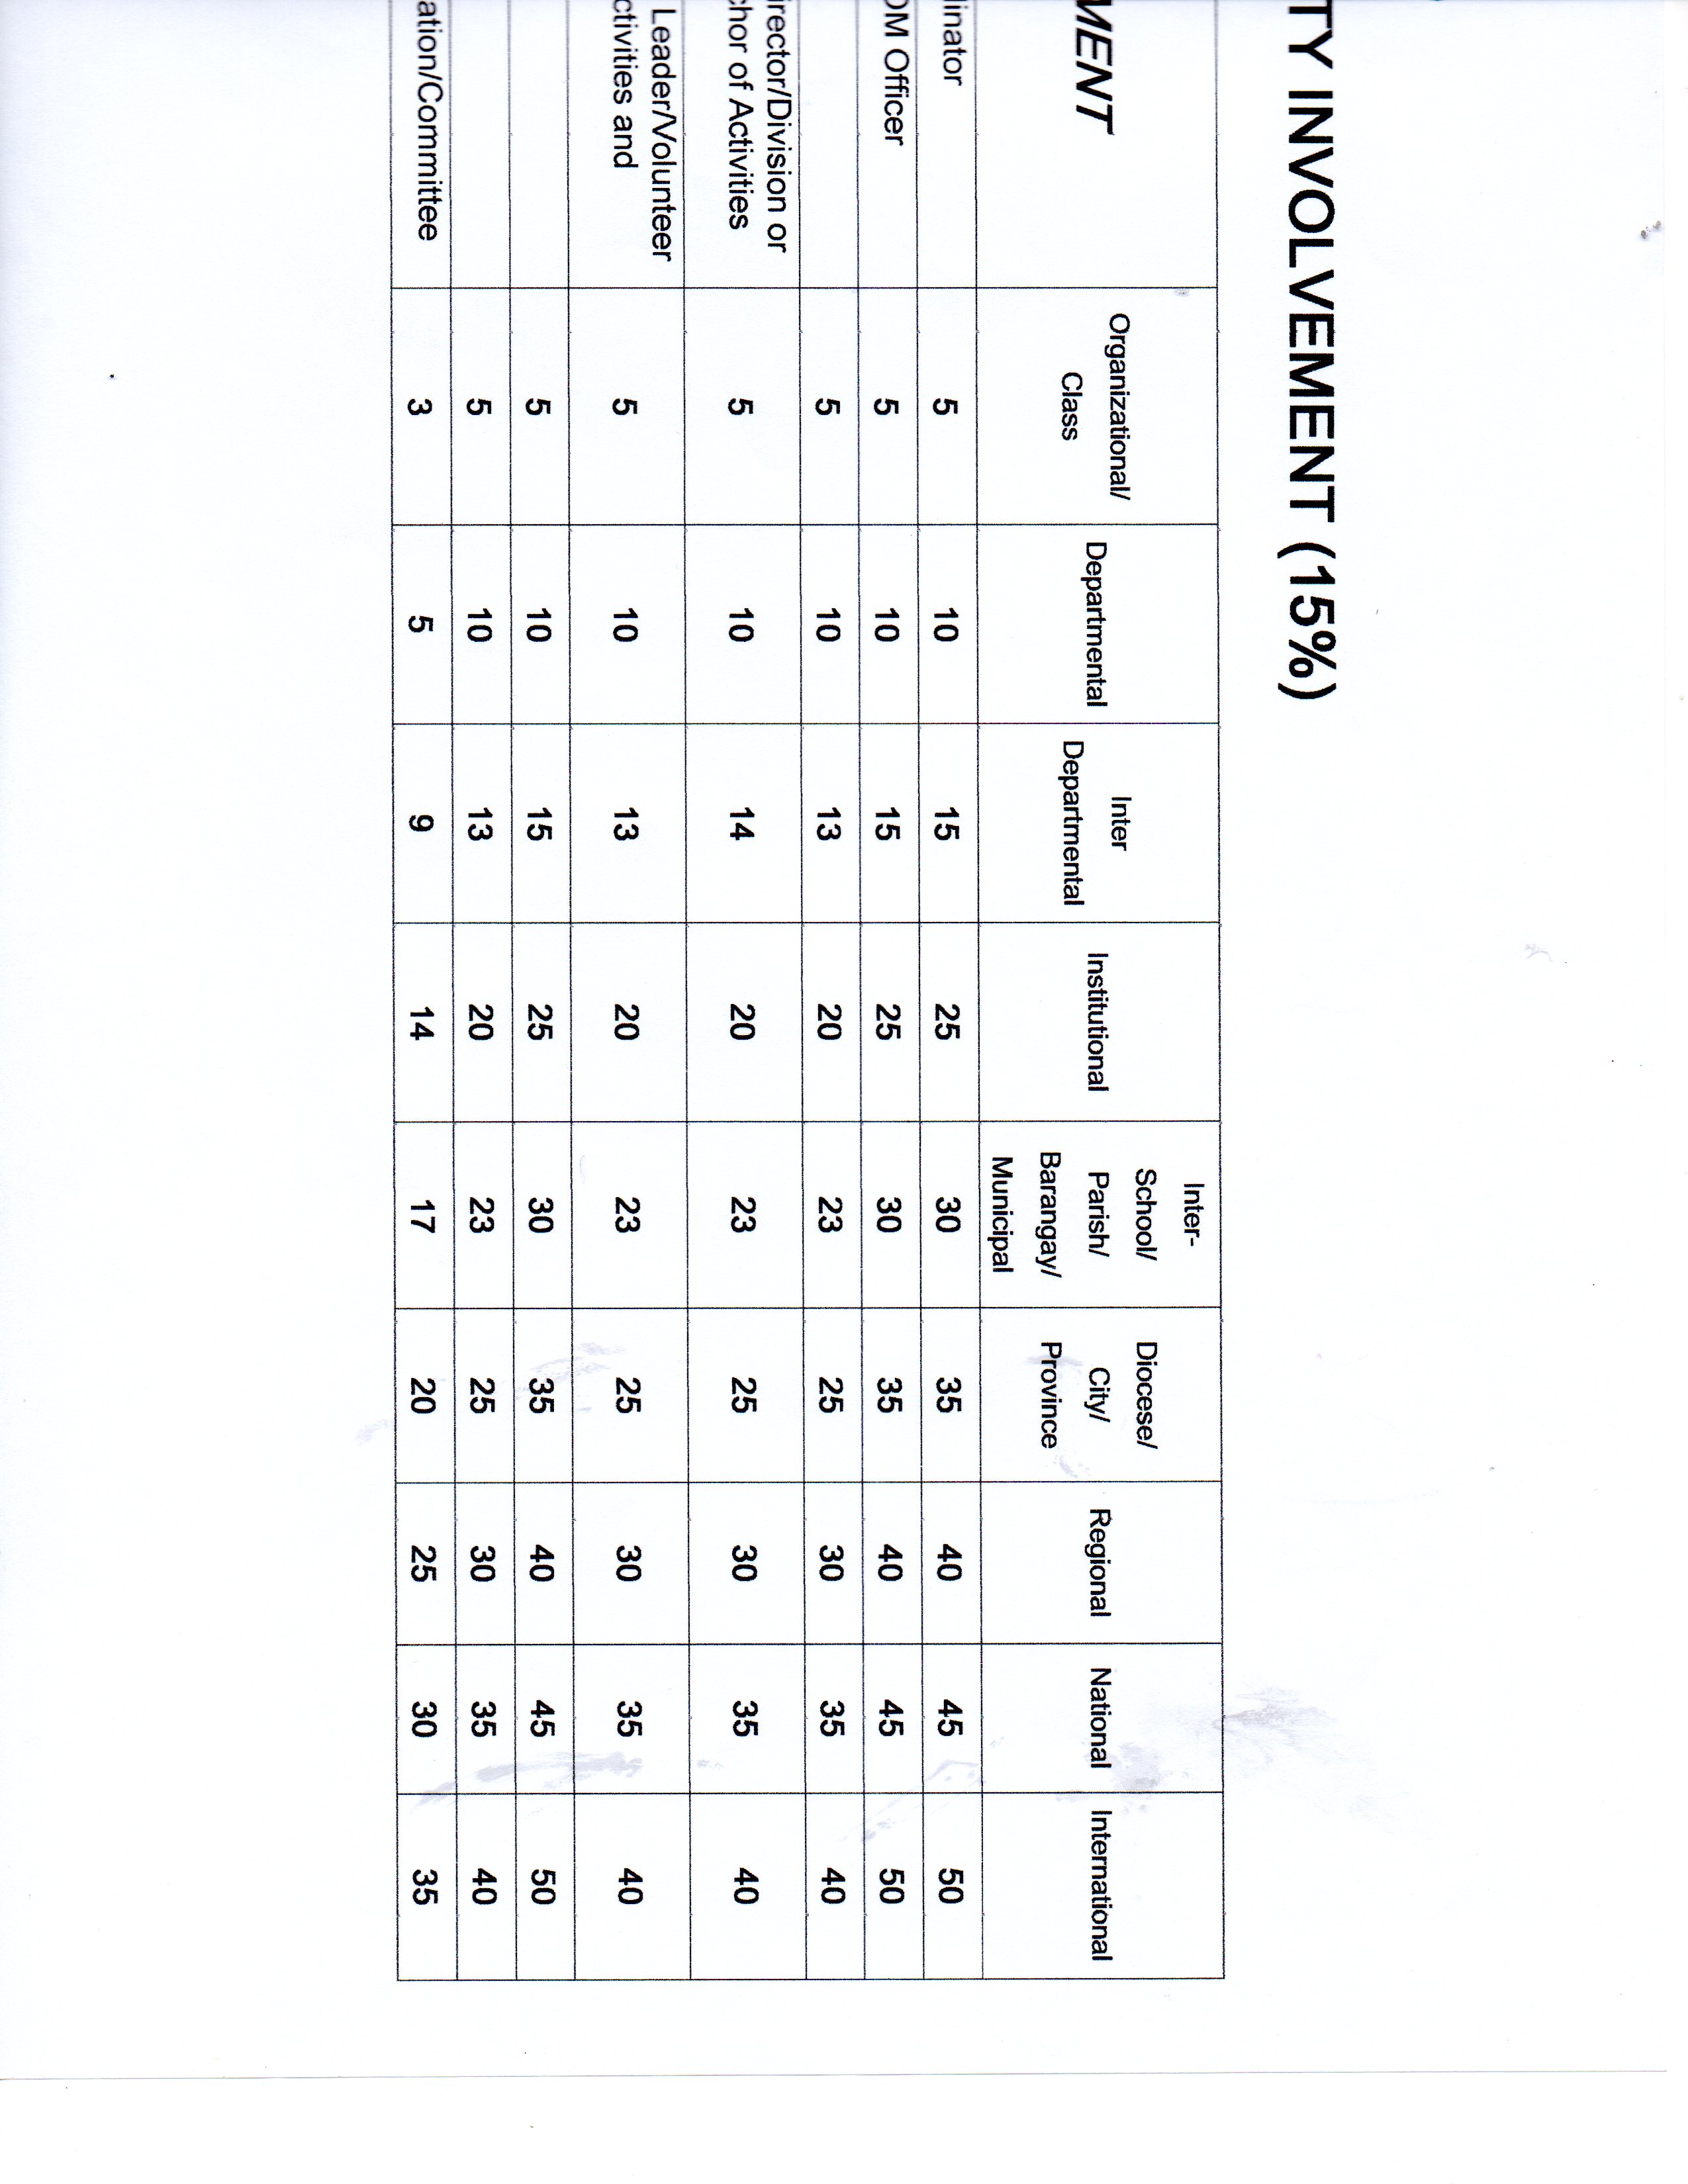 TY INVOLVEMENT (15%)
MENT
Organizational/
Class
Departmental
Inter
Departmental
Institutional
Inter-
School/
Parish/
Barangay/
Municipal
Diocese/
City/
Province
Regional
National
International
inator 5 10 15 25 30 35 40 45 50
OM Officer 5 10 15 25 30 35 40 45 50
5 10 13 20 23 25 30 35 40
irector/Division or
chor of Activities 5 10 14 20 23 25 30 35 40
Leader/Volunteer
ctivities and 5 10 13 20 23 25 30 35 40
5 10 15 25 30 35 40 45 50
5 10 13 20 23 25 30 35 40
ation/Committee 3 5 9 14 17 20 25 30 35